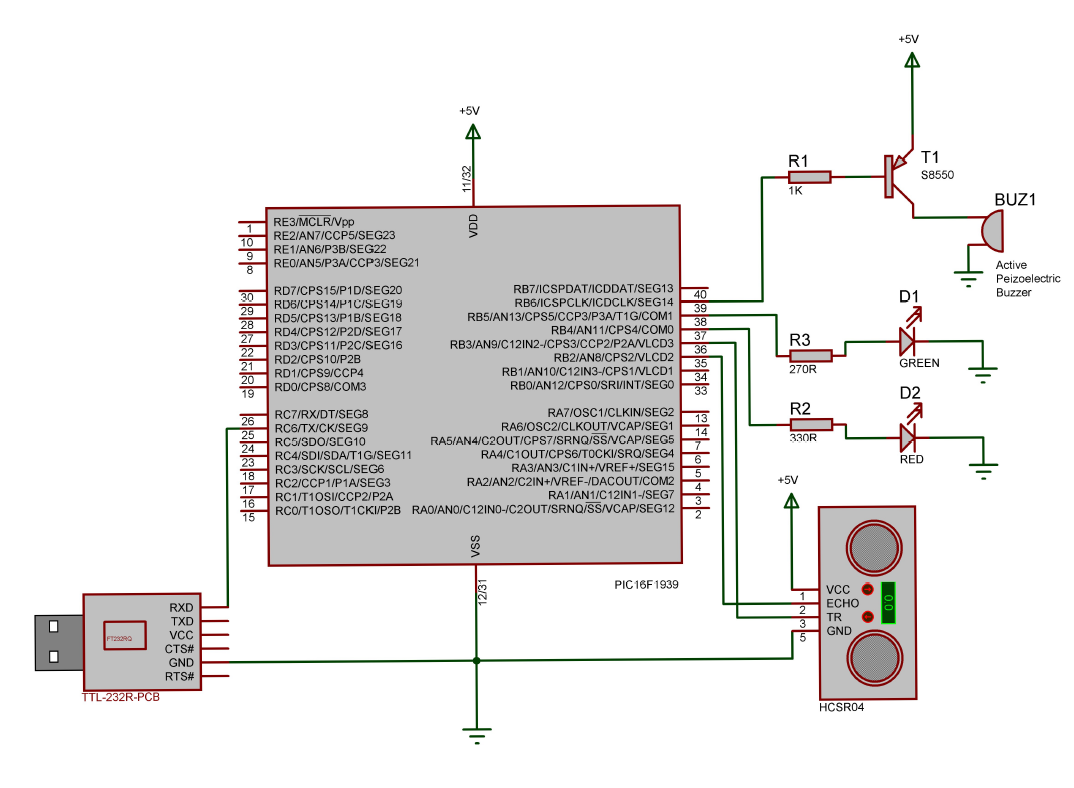 +5V
+5V
11/32
VDD
R1
1K
T1
S8550
BUZ1
Active
Peizoelectric
Buzzer
RE3/MCLR/Vpp
1
RE2/AN7/CCP5/SEG23
10
RE1/AN6/P3B/SEG22
9
RE0/AN5/P3A/CCP3/SEG21
8
RD7/CPS15/P1D/SEG20
30
RD6/CPS14/P1C/SEG19
29
RD5/CPS13/P1B/SEG18
28
RD4/CPS12/P2D/SEG17
27
RD3/CPS11/P2C/SEG16
22
RD2/CPS10/P2B
21
RD1/CPS9/CCP4
20
RD0/CPS8/COM3
19
RC7/RX/DT/SEG8
26
RC6/TX/CK/SEG9
25
RC5/SDO/SEG10
24
RC4/SDI/SDA/T1G/SEG11
23
RC3/SCK/SCL/SEG6
18
RC2/CCP1/P1A/SEG3
17
RC1/T1OSI/CCP2/P2A
16
RC0/T1OSO/T1CKI/P2B
15
RB7/ICSPDAT/ICDDAT/SEG13
40
RB6/ICSPCLK/ICDCLK/SEG14
39
RB5/AN13/CPS5/CCP3/P3A/T1G/COM1
38
RB4/AN11/CPS4/COM0
37
RB3/AN9/C12IN2-/CPS3/CCP2/P2A/VLCD3
36
RB2/AN8/CPS2/VLCD2
35
RB1/AN10/C12IN3-/CPS1/VLCD1
34
RB0/AN12/CPS0/SRI/INT/SEG0
33
RA7/OSC1/CLKIN/SEG2
13
RA6/OSC2/CLKOUT/VCAP/SEG1
14
RA5/AN4/C2OUT/CPS7/SRNQ/SS/VCAP/SEG5
7
RA4/C1OUT/CPS6/T0CKI/SRQ/SEG4
6
RA3/AN3/C1IN+/VREF+/SEG15
5
RA2/AN2/C2IN+/VREF-/DACOUT/COM2
4
RA1/AN1/C12IN1-/SEG7
3
RA0/AN0/C12IN0-/C2OUT/SRNQ/SS/VCAP/SEG12
2
VSS
12/31
PIC16F1939
D1
R3
270R
GREEN
D2
R2
330R
RED
+5V
VCC
1
ECHO
2
TR
3
GND
5
00
HCSR04
RXD
TXD
VCC
CTS#
GND
RTS#
FT232RQ
TTL-232R-PCB